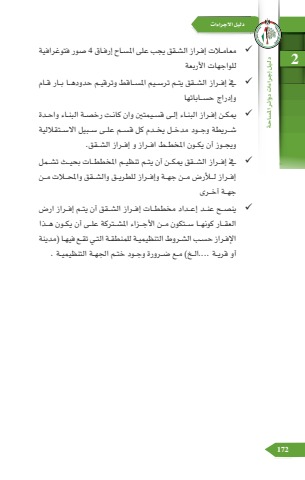 دليل الاجراءات
2
دليل إجراءات دوائر المساحة
✓ معاملات إفراز الشقق يجب على المساح إرفاق 4 صور فتوغرافية
للواجهات الأربعة
✓ في إفراز الشقق يتم ترسيم المساقط وترقيم حدودها بار قام
وإدراج حساباتها
✓ يمكن إفراز البناء إلى قسيمتين وان كانت رخصة البناء واحدة
شريطة وجود مدخل يخدم كل قسم على سبيل الاستقلالية
ويجوز أن يكون المخطط افراز و إفراز الشقق.
✓ في إفراز الشقق يمكن أن يتم تنظيم المخططات بحيث تشمل
إفراز للأرض من جهة وإفراز للطريق والشقق والمحلات من
جهة أخرى
✓ ينصح عند إعداد مخططات إفراز الشقق أن يتم إفراز ارض
العقار كونها ستكون من الأجزاء المشتركة على أن يكون هذا
الإفراز حسب الشروط التنظيمية للمنطقة التي تقع فيها (مدينة
أو قرية ....الخ) مع ضرورة وجود ختم الجهة التنظيمية .
172